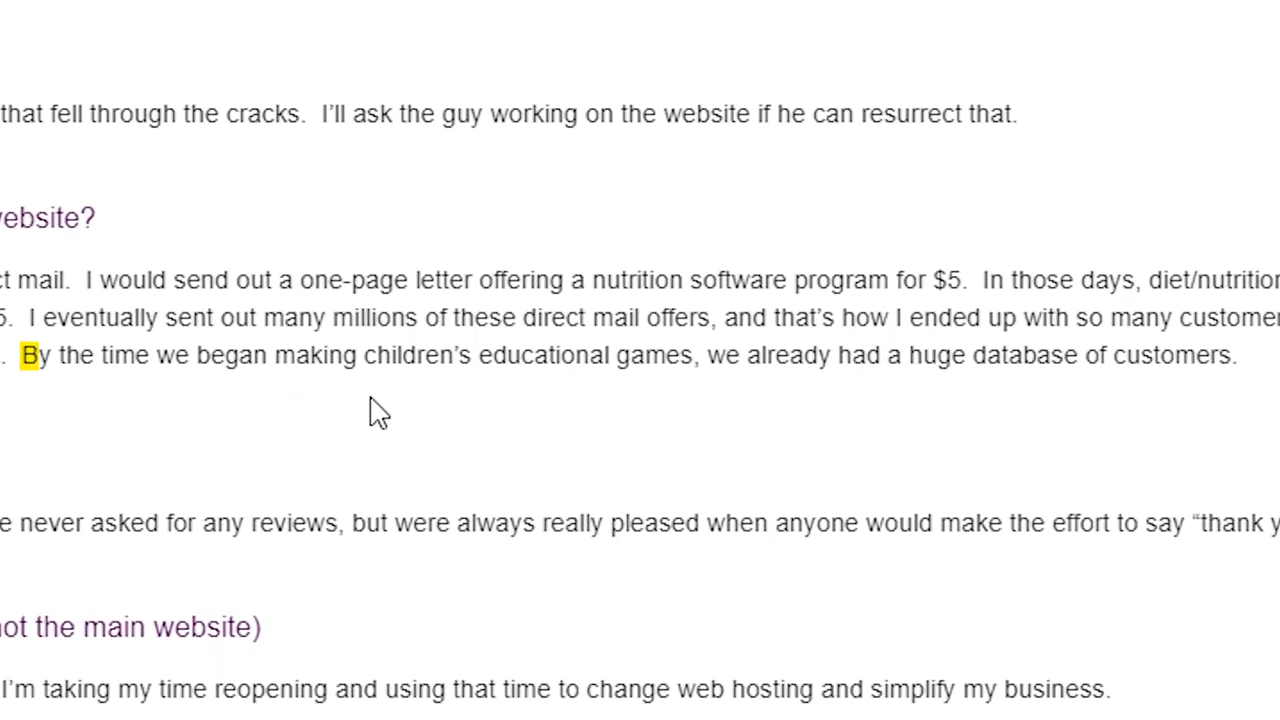 that fell through the cracks.  I'll ask the guy working on the website if he can resurrect that.
website?
ct mail.  I would send out a one-page letter offering a nutrition software program for $5.  In those days, diet/nutrition
5.  I eventually sent out many millions of these direct mail offers, and that's how I ended up with so many customer
.  By the time we began making children's educational games, we already had a huge database of customers.
e never asked for any reviews, but were always really pleased when anyone would make the effort to say “thank y
not the main website)
I'm taking my time reopening and using that time to change web hosting and simplify my business.